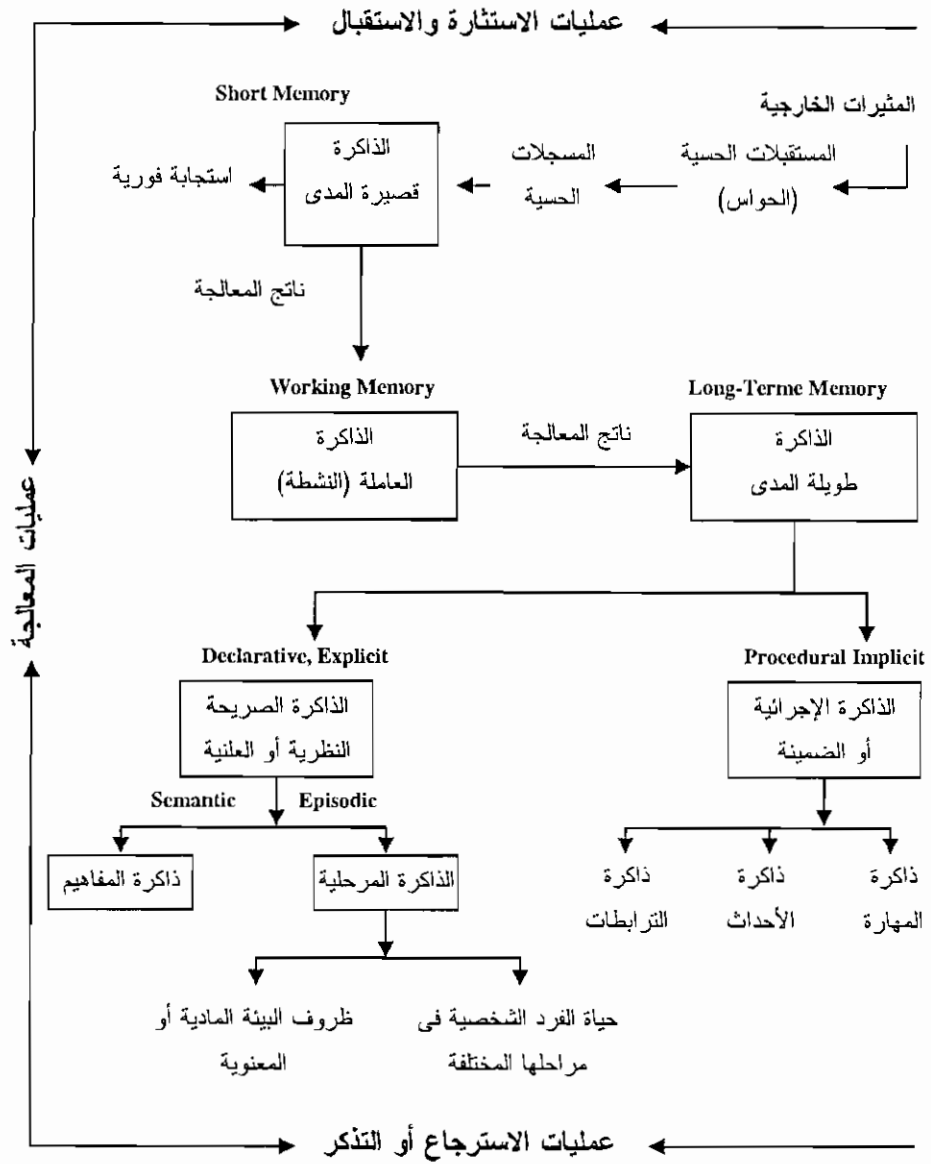 عمليات الاستثارة والاستقبال
المثيرات الخارجية
المستقبلات الحسية
(الحواس)
المسجلات
الحسية
Short Memory
الذاكرة
قصيرة المدى
استجابة فورية
ناتج المعالجة
Working Memory
الذاكرة
العاملة (النشطة)
ناتج المعالجة
Long-Terme Memory
الذاكرة
طويلة المدى
عمليات المعالجة
Procedural Implicit
الذاكرة الإجرائية
أو الضمينة
ذاكرة
المهارة
ذاكرة
الأحداث
ذاكرة
الترابطات
Declarative, Explicit
الذاكرة الصريحة
النظرية أو العلنية
Semantic
Episodic
الذاكرة المرحلية
ذاكرة المفاهيم
حياة الفرد الشخصية فى
مراحلها المختلفة
ظروف البيئة المادية أو
المعنوية
عمليات الاسترجاع أو التذكر